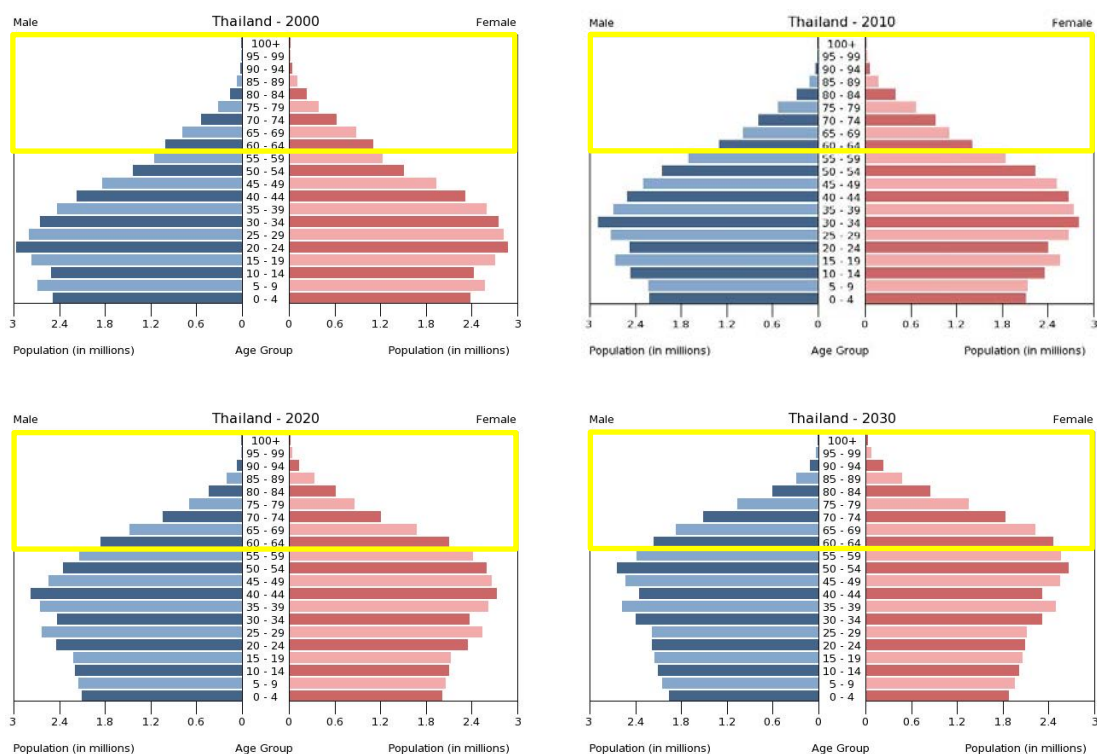 Male Thailand - 2000 Female
100+
95 - 99
90 - 94
85 - 89
80 - 84
75 - 79
70 - 74
65 - 69
60 - 64
55 - 59
50 - 54
45 - 49
40 - 44
35 - 39
30 - 34
25 - 29
20 - 24
15 - 19
10 - 14
5 - 9
0 - 4
3 2.4 1.8 1.2 0.6 0 0 0.6 1.2 1.8 2.4 3
Population (in millions) Age Group Population (in millions)
Male Thailand - 2010 Female
100+
95 - 99
90 - 94
85 - 89
80 - 84
75 - 79
70 - 74
65 - 69
60 - 64
55 - 59
50 - 54
45 - 49
40 - 44
35 - 39
30 - 34
25 - 29
20 - 24
15 - 19
10 - 14
5 - 9
0 - 4
3 2.4 1.8 1.2 0.6 0 0 0.6 1.2 1.8 2.4 3
Population (in millions) Age Group Population (in millions)
Male Thailand - 2020 Female
100+
95 - 99
90 - 94
85 - 89
80 - 84
75 - 79
70 - 74
65 - 69
60 - 64
55 - 59
50 - 54
45 - 49
40 - 44
35 - 39
30 - 34
25 - 29
20 - 24
15 - 19
10 - 14
5 - 9
0 - 4
3 2.4 1.8 1.2 0.6 0 0 0.6 1.2 1.8 2.4 3
Population (in millions) Age Group Population (in millions)
Male Thailand - 2030 Female
100+
95 - 99
90 - 94
85 - 89
80 - 84
75 - 79
70 - 74
65 - 69
60 - 64
55 - 59
50 - 54
45 - 49
40 - 44
35 - 39
30 - 34
25 - 29
20 - 24
15 - 19
10 - 14
5 - 9
0 - 4
3 2.4 1.8 1.2 0.6 0 0 0.6 1.2 1.8 2.4 3
Population (in millions) Age Group Population (in millions)